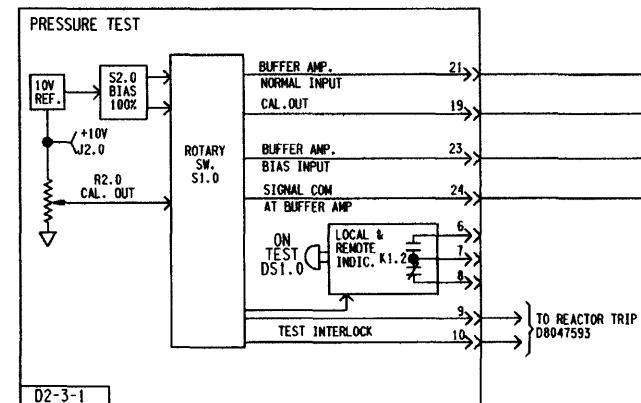 PRESSURE TEST
10V
REF.
S2.0
BIAS
100%
+10V
J2.0
R2.0
CAL. OUT
ROTARY
SW.
S1.0
BUFFER AMP.
NORMAL INPUT
21
CAL.OUT
19
BUFFER AMP.
BIAS INPUT
23
SIGNAL COM
AT BUFFER AMP
24
ON
TEST
DS1.0
LOCAL &
REMOTE
INDIC. K1.2
6
7
8
9
TEST INTERLOCK
10
TO REACTOR TRIP
D8047593
D2-3-1